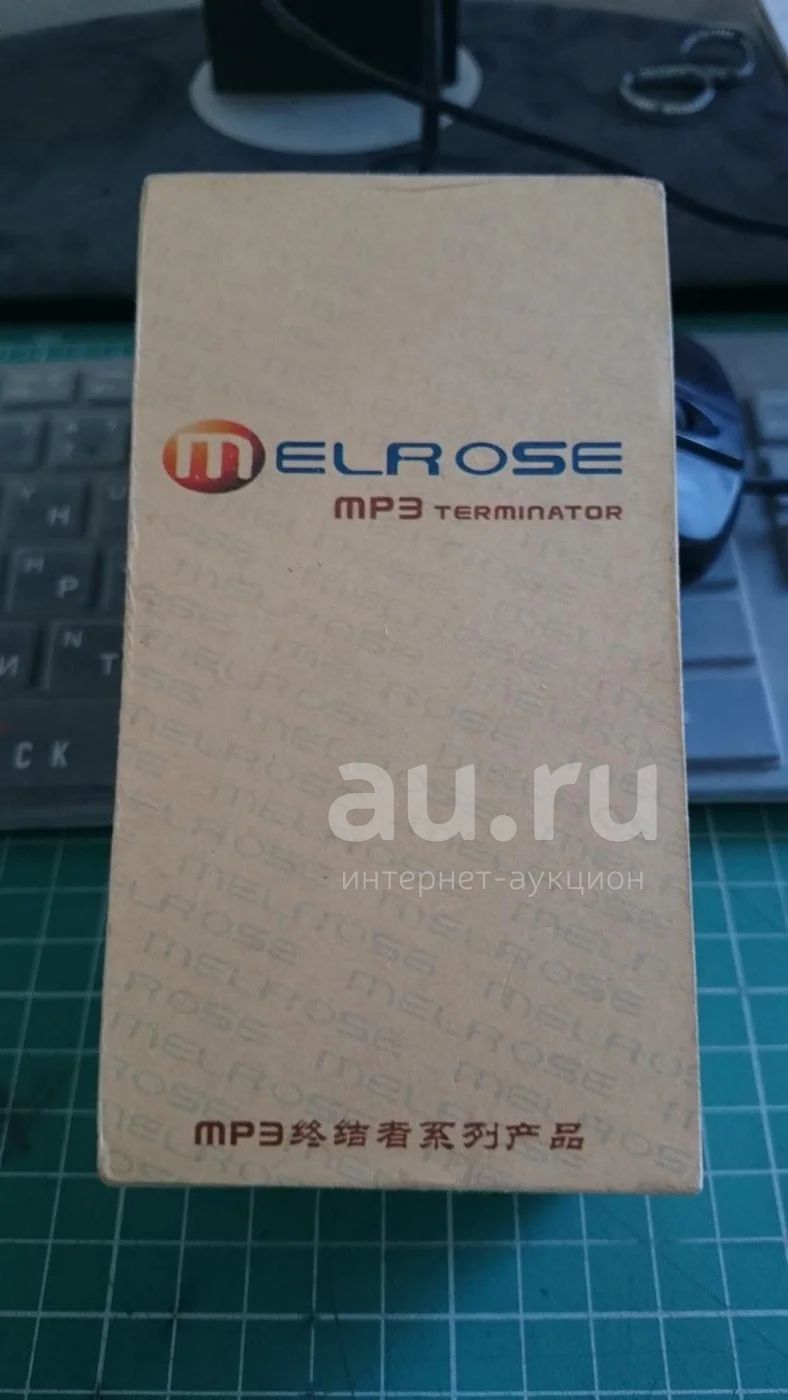 MELROSE
MP3 TERMINATOR
au.ru
интернет-аукцион
MP3终结者系列产品